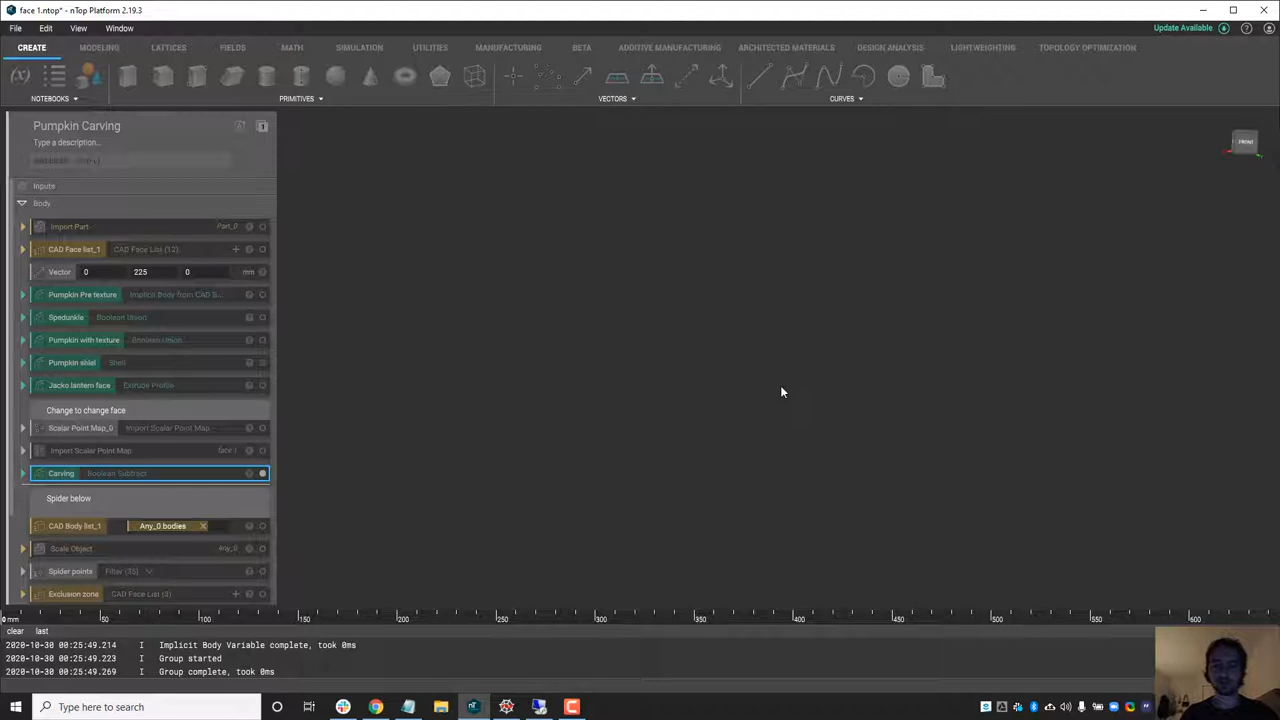 face 1.ntop* - nTop Platform 2.19.3
File Edit View Window
Update Available
CREATE MODELING LATTICES FIELDS MATH SIMULATION UTILITIES MANUFACTURING BETA ADDITIVE MANUFACTURING ARCHITECTED MATERIALS DESIGN ANALYSIS LIGHTWEIGHTING TOPOLOGY OPTIMIZATION
NOTEBOOKS PRIMITIVES VECTORS CURVES
Pumpkin Carving
Type a description...
FRONT
Inputs
Body
Import Part Part_0
CAD Face list_1 CAD Face List (12)
Vector 0 225 0 mm
Pumpkin Pre texture Implicit Body from CAD B...
Spedunkle Boolean Union
Pumpkin with texture Boolean Union
Pumpkin shlel Shell
Jacko lantern face Extrude Profile
Change to change face
Scalar Point Map_0 Import Scalar Point Map
Import Scalar Point Map face
Carving Boolean Subtract
Spider below
CAD Body list_1 Any_0.bodies x
Scale Object Any_0
Spider points Filter (35)
Exclusion zone CAD Face List (3)
0 mm 50 100 150 200 250 300 350 400 450 500 550 600
clear last
2020-10-30 00:25:49.214 I Implicit Body Variable complete, took 0ms
2020-10-30 00:25:49.223 I Group started
2020-10-30 00:25:49.269 I Group complete, took 0ms
Type here to search